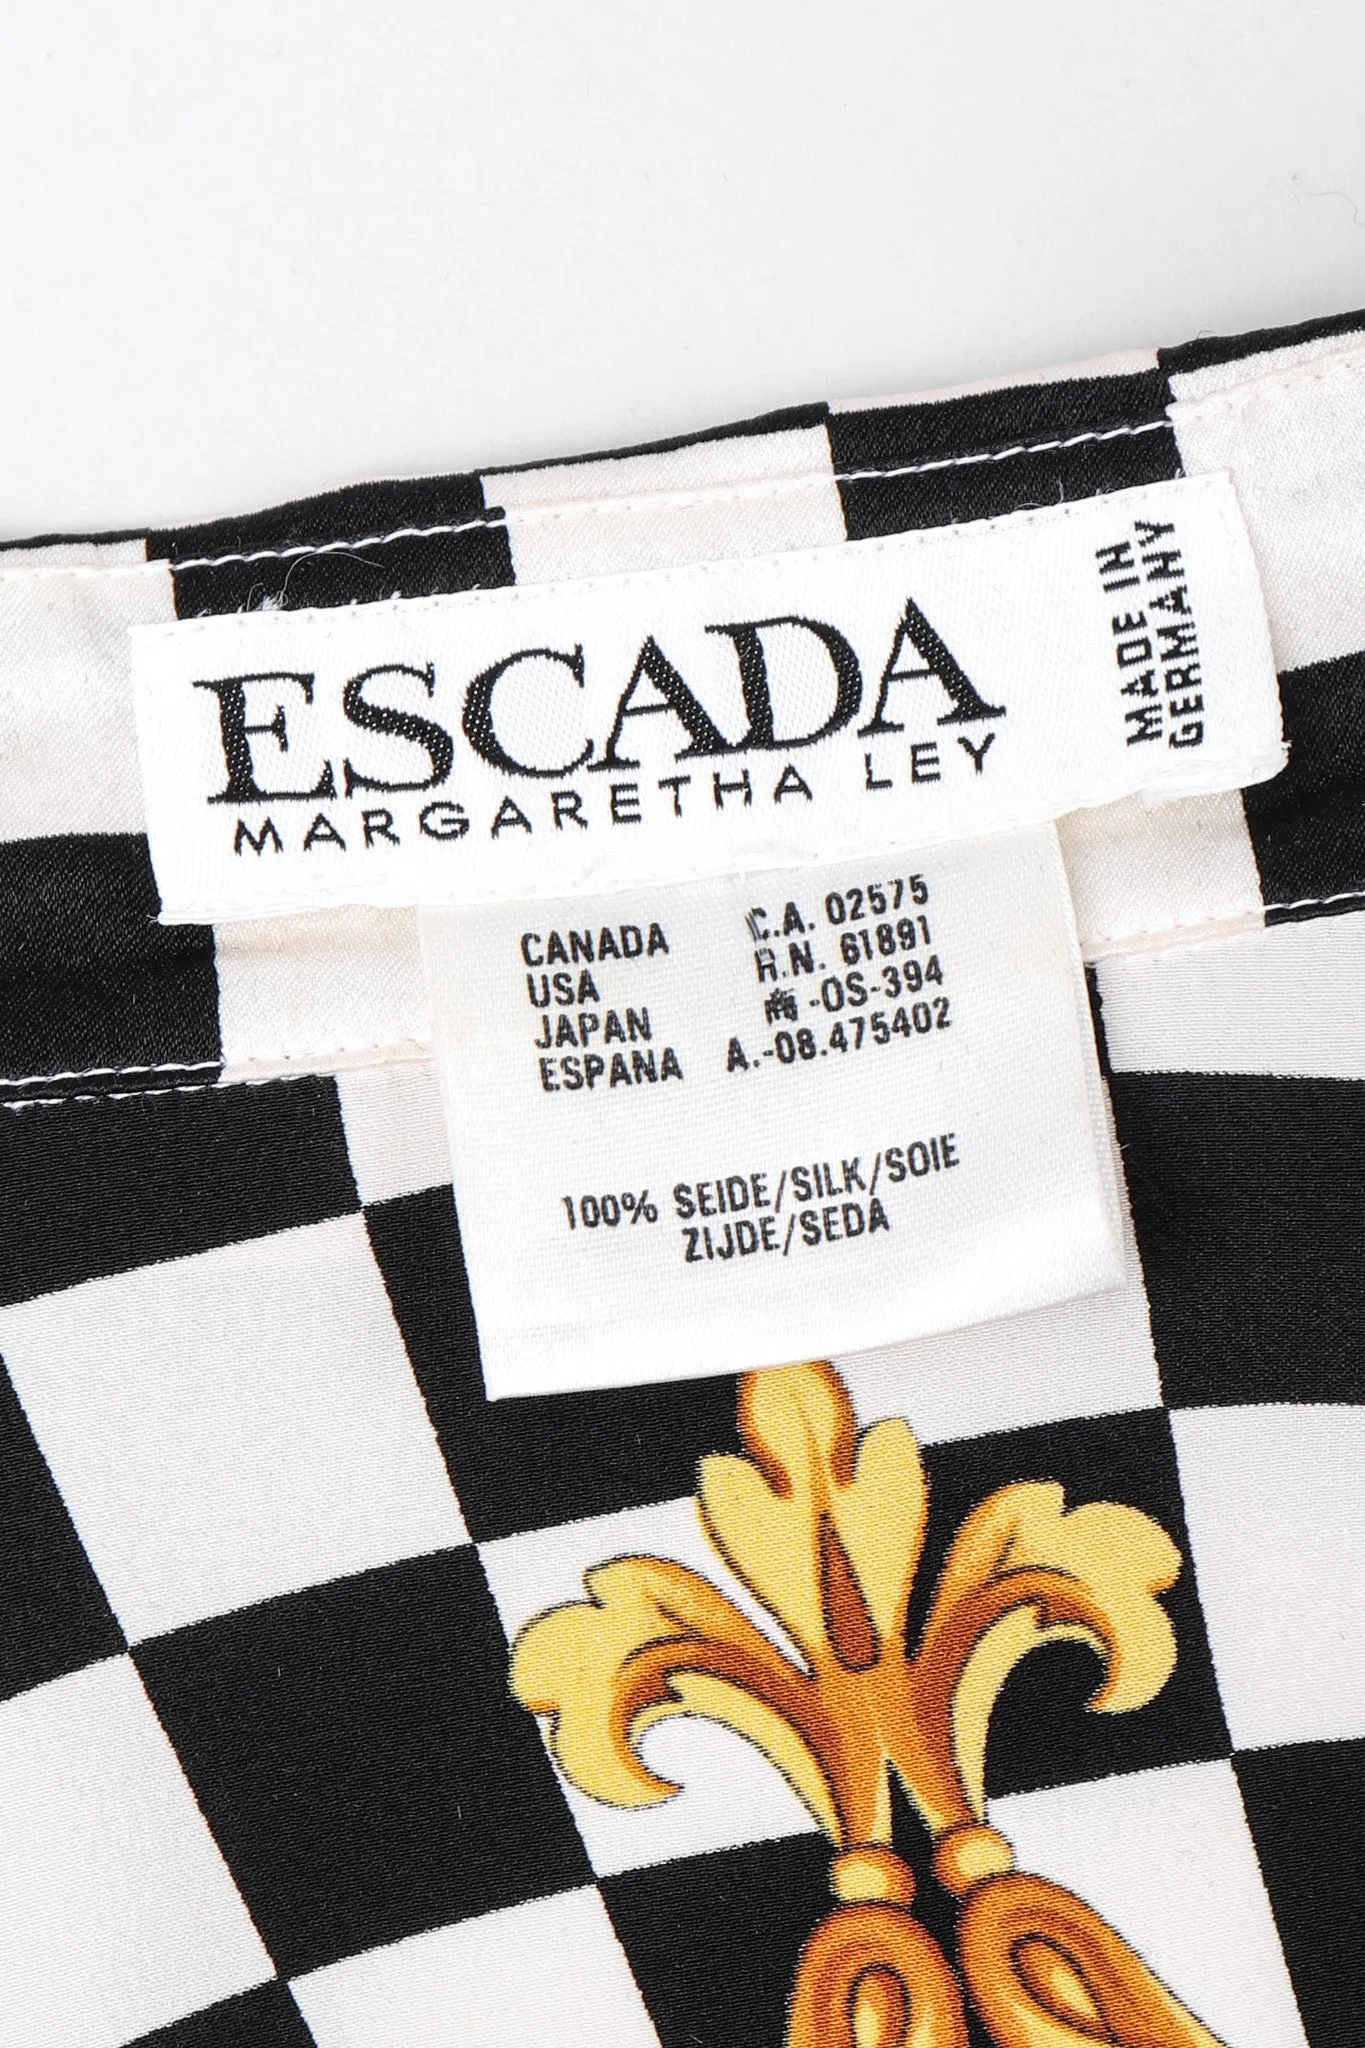 ESCADA
MARGARETHA LEY
MADE IN
GERMANY
CANADA C.A. 02575
USA R.N. 61891
JAPAN -OS-394
ESPANA A.-08.475402
100% SEIDE/SILK/SOIE
ZIJDE/SEDA